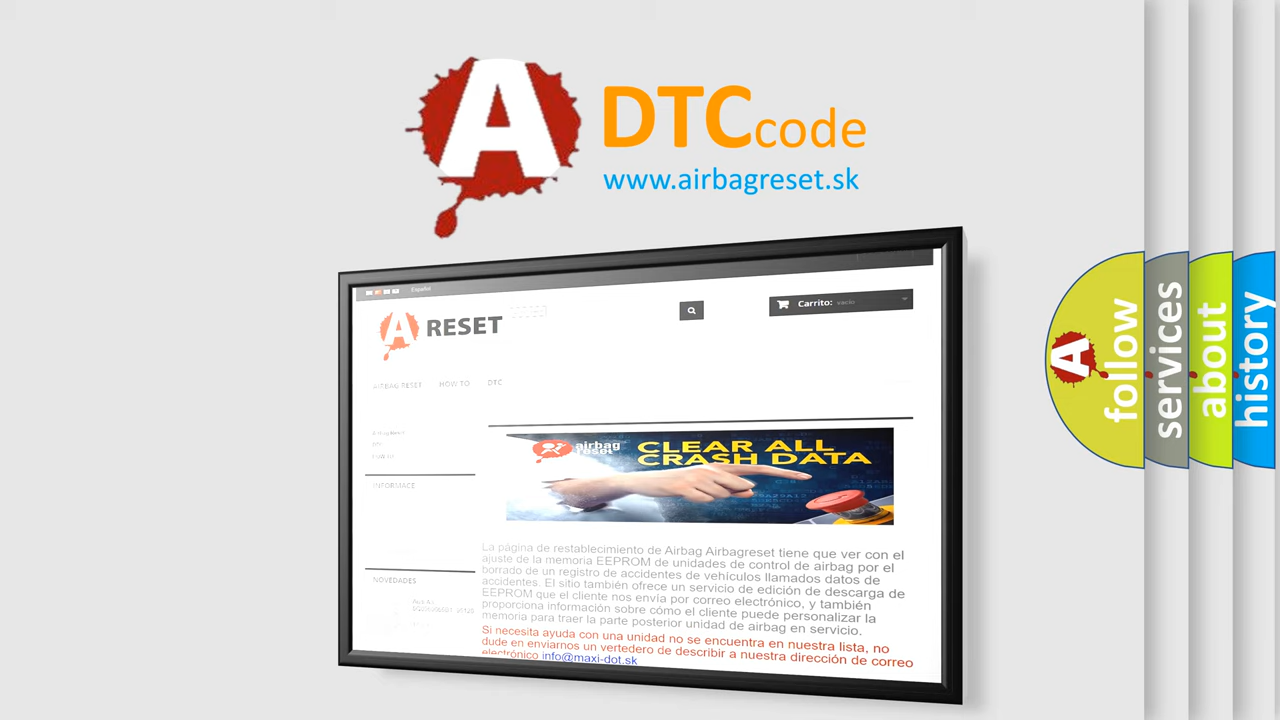 A DTCcode
www.airbagreset.sk
Español
A RESET
Carrito: vacío
AIRBAG RESET HOW TO DTC
INFORMACE
NOVEDADES
airbag
reset
CLEAR ALL
CRASH DATA
La página de restablecimiento de Airbag Airbagreset tiene que ver con el
ajuste de la memoria EEPROM de unidades de control de airbag por el
borrado de un registro de accidentes de vehículos llamados datos de
accidentes. El sitio también ofrece un servicio de edición de descarga de
EEPROM que el cliente nos envía por correo electrónico, y también
proporciona información sobre cómo el cliente puede personalizar la
memoria para traer la parte posterior unidad de airbag en servicio.
Si necesita ayuda con una unidad no se encuentra en nuestra lista, no
dude en enviarnos un vertedero de describir a nuestra dirección de correo
electrónico info@maxi-dot.sk
A
follow
services
about
history